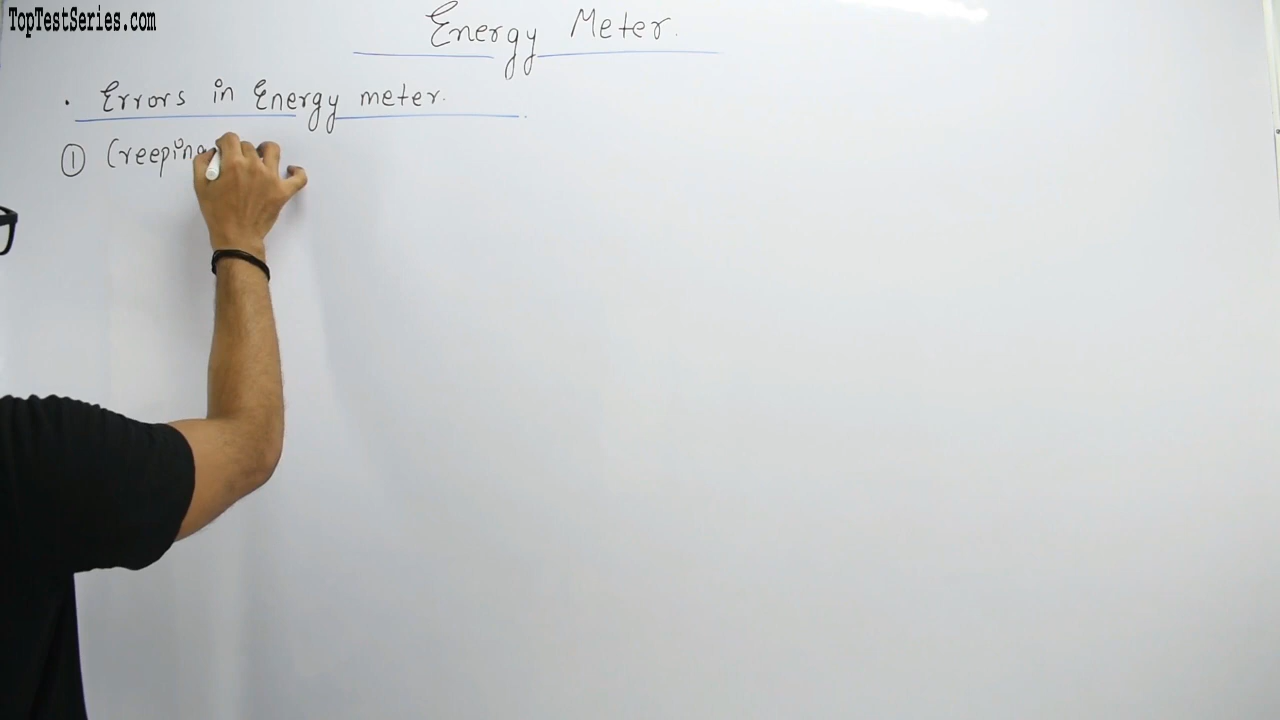 TopTestSeries.com
Energy Meter.
• Errors in Energy meter.
① Creeping